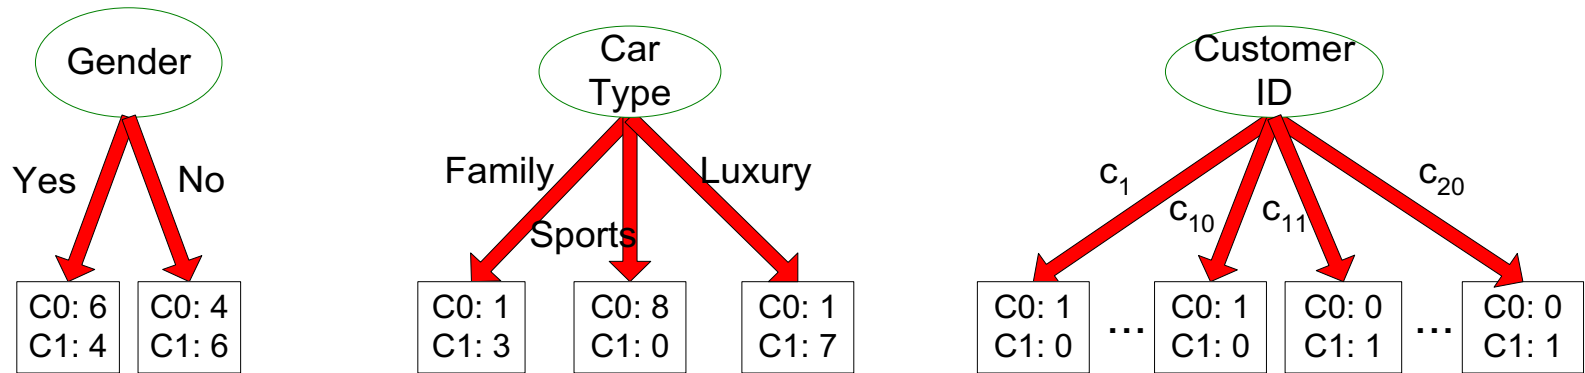 Gender
Yes
No
C0: 6
C1: 4
C0: 4
C1: 6
Car
Type
Family
Sports
Luxury
C0: 1
C1: 3
C0: 8
C1: 0
C0: 1
C1: 7
Customer
ID
c1
c10
c11
c20
C0: 1
C1: 0
...
C0: 1
C1: 0
C0: 0
C1: 1
...
C0: 0
C1: 1